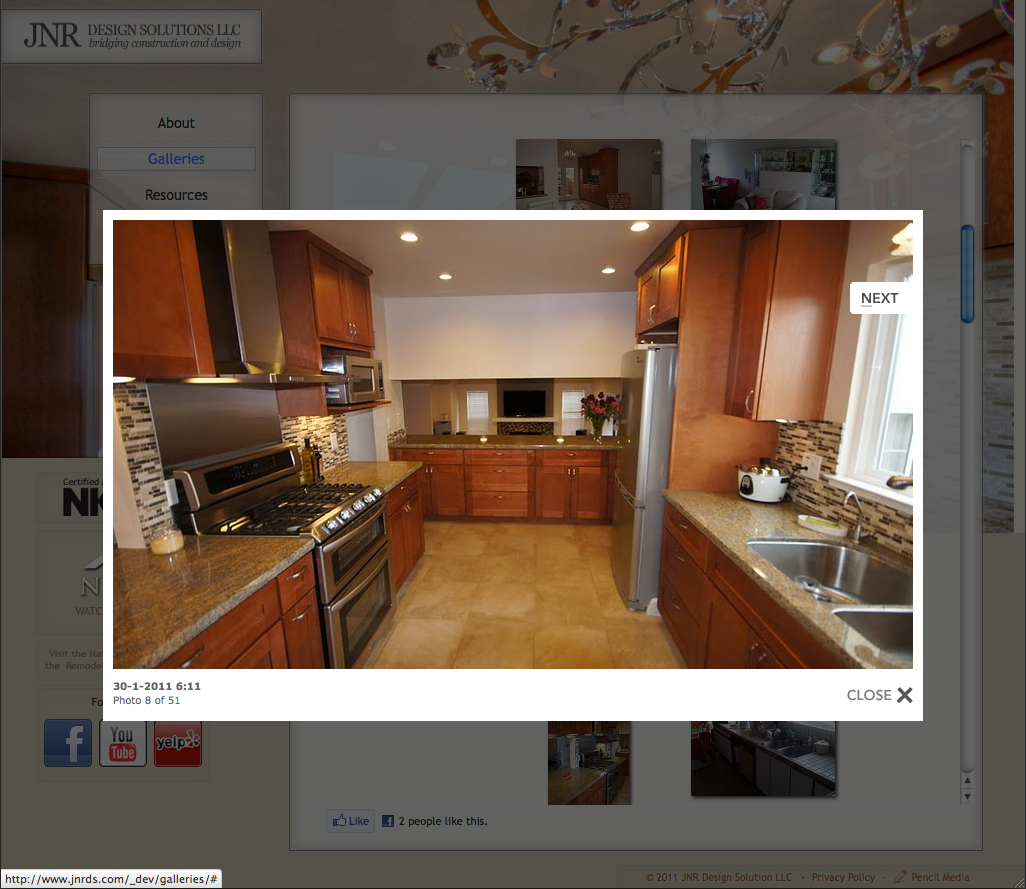 JNR DESIGN SOLUTIONS LLC
bridging construction and design
About
Galleries
Resources
NEXT
30-1-2011 6:11
Photo 8 of 51
CLOSE
Certified
NK
N
WATC
Visit the Na
the Remode
Fo
You
Tube
yelp
Like
2 people like this.
http://www.jnrds.com/_dev/galleries/#
© 2011 JNR Design Solution LLC · Privacy Policy · Pencil Media